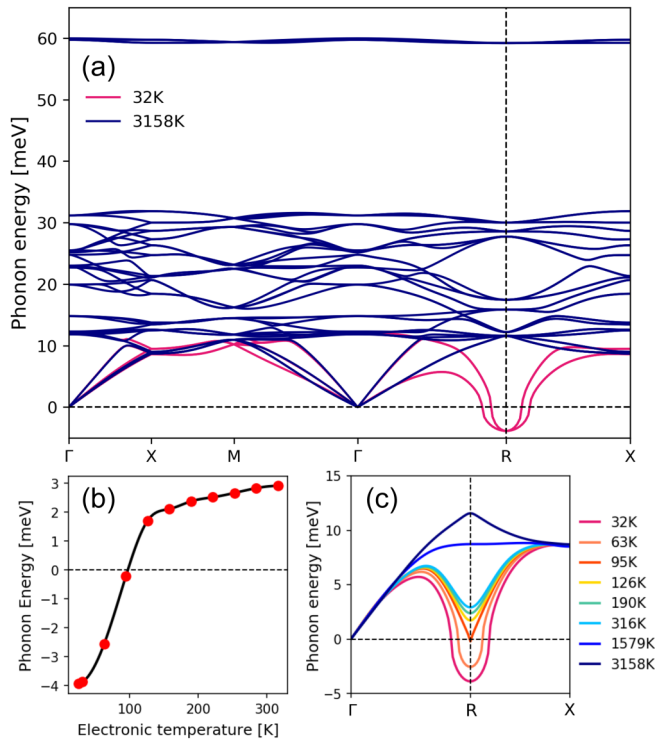 60
50
40
30
20
10
0
Phonon energy [meV]
(a)
32K
3158K
Γ X M Γ R X
3
2
1
0
−1
−2
−3
−4
Phonon Energy [meV]
(b)
100 200 300
Electronic temperature [K]
15
10
5
0
−5
Phonon energy [meV]
(c)
Γ R X
32K
63K
95K
126K
190K
316K
1579K
3158K